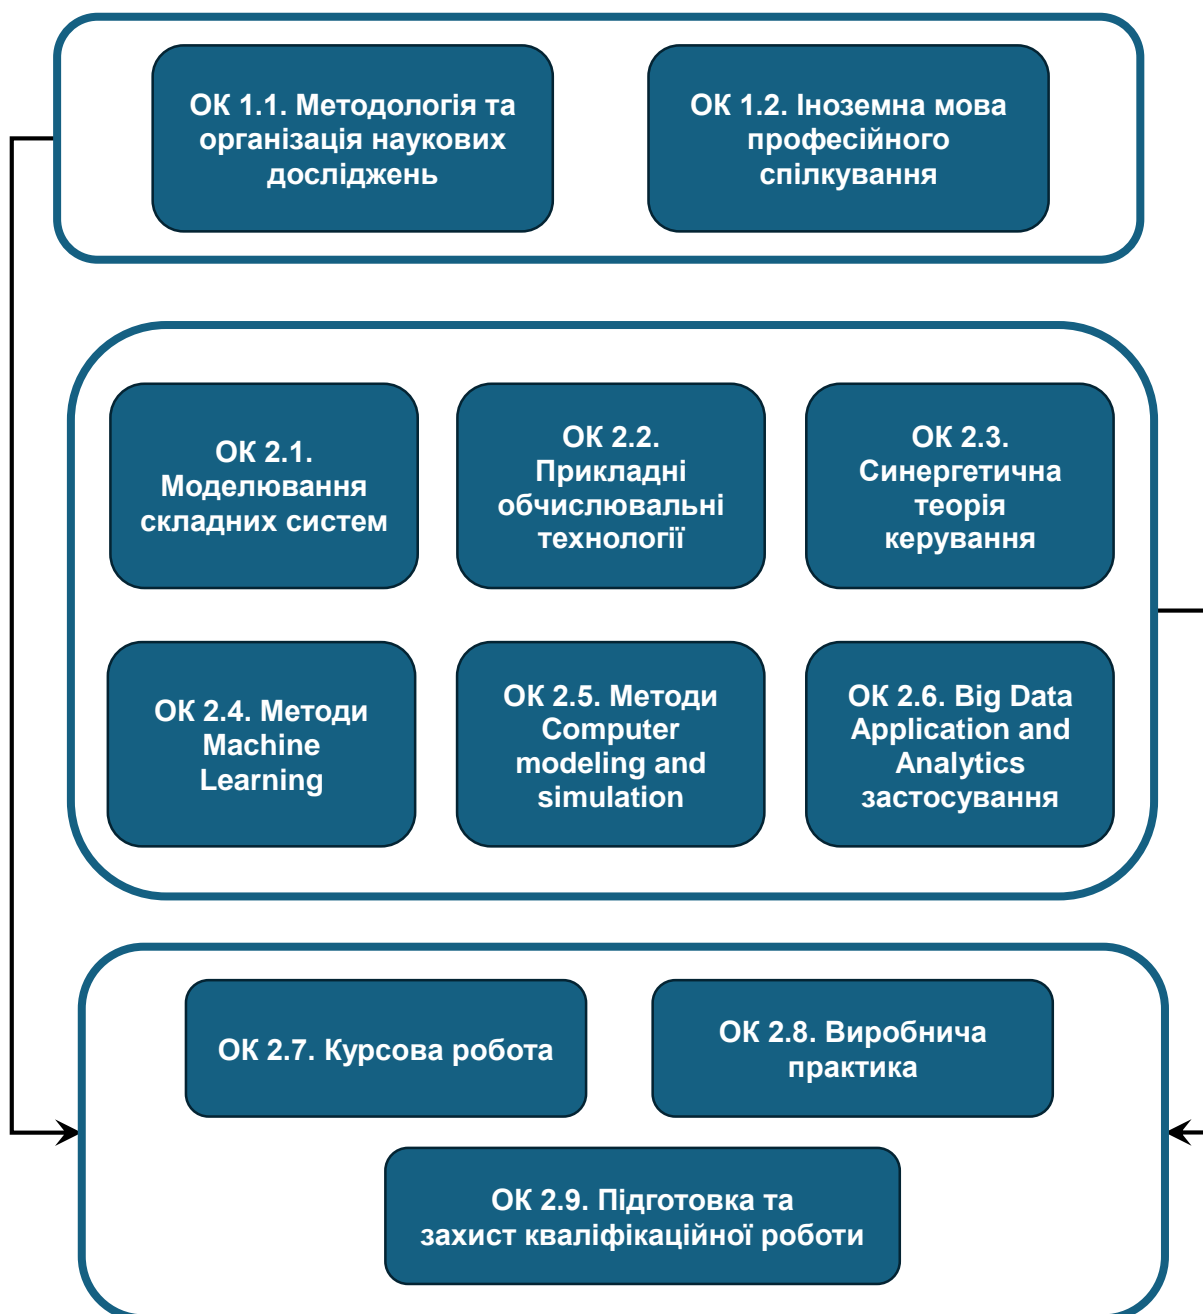 ОК 1.1. Методологія та
організація наукових
досліджень
ОК 1.2. Іноземна мова
професійного
спілкування
ОК 2.1.
Моделювання
складних систем
ОК 2.2.
Прикладні
обчислювальні
технології
ОК 2.3.
Синергетична
теорія
керування
ОК 2.4. Методи
Machine
Learning
ОК 2.5. Методи
Computer
modeling and
simulation
ОК 2.6. Big Data
Application and
Analytics
застосування
ОК 2.7. Курсова робота
ОК 2.8. Виробнича
практика
ОК 2.9. Підготовка та
захист кваліфікаційної роботи